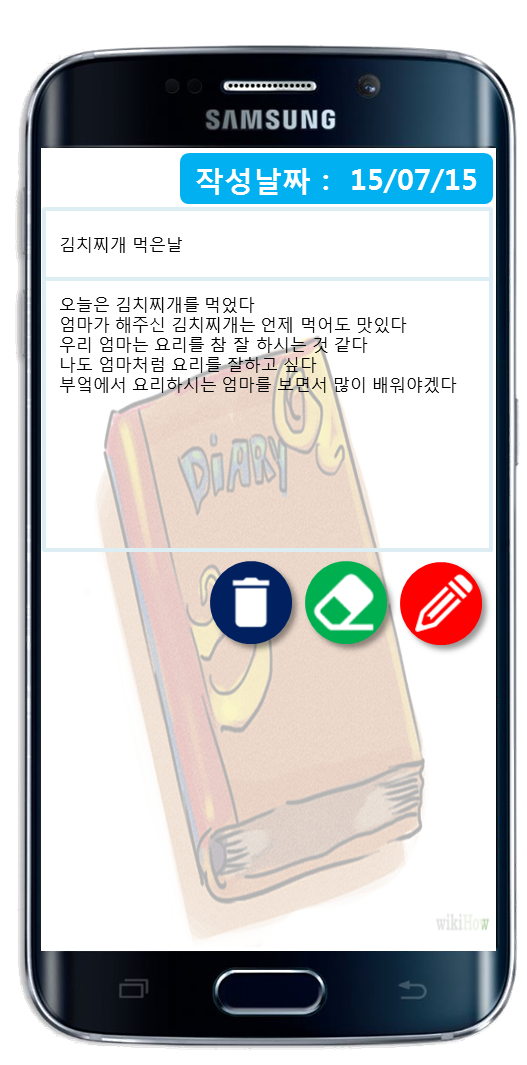 SAMSUNG
작성날짜 : 15/07/15
김치찌개 먹은날
오늘은 김치찌개를 먹었다
엄마가 해주신 김치찌개는 언제 먹어도 맛있다
우리 엄마는 요리를 참 잘 하시는 것 같다
나도 엄마처럼 요리를 잘하고 싶다
부엌에서 요리하시는 엄마를 보면서 많이 배워야겠다
DiARY
wikiHow